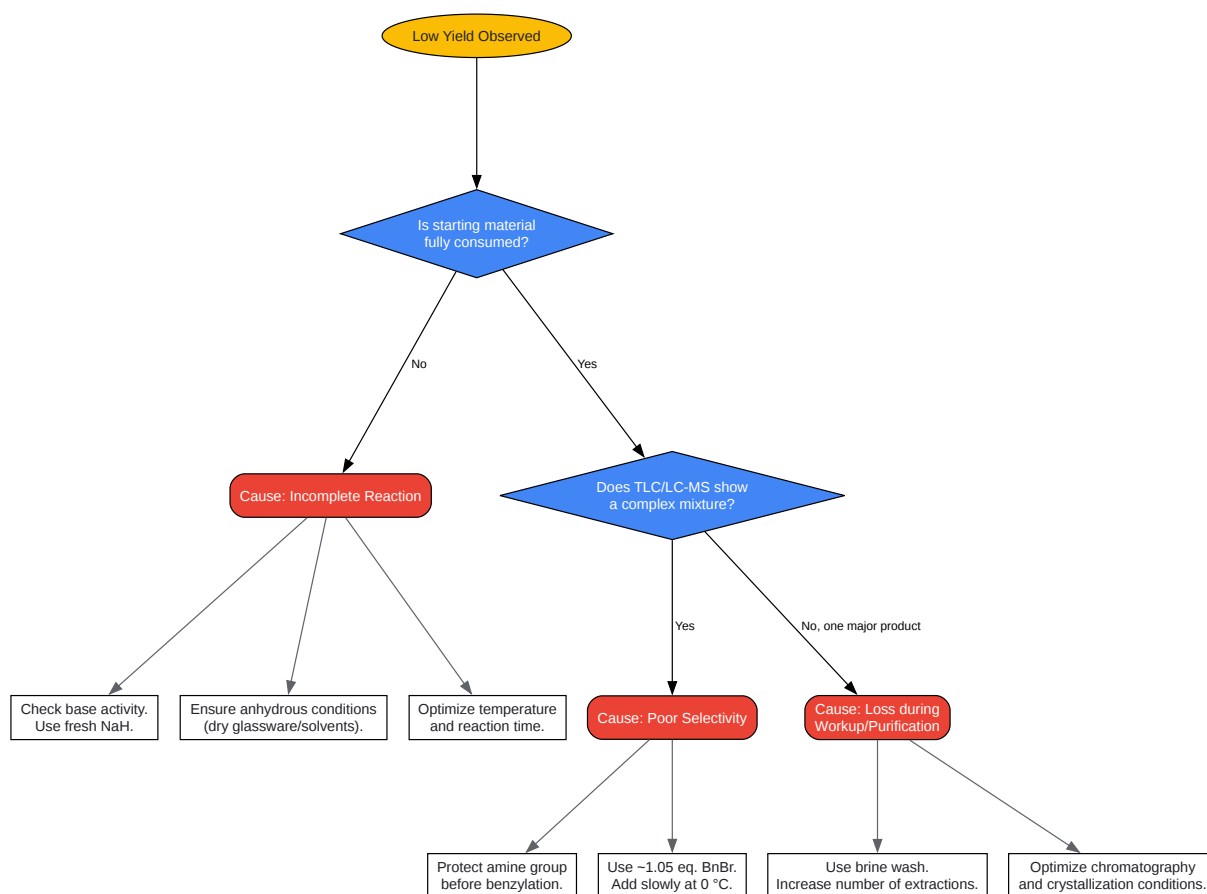 Low Yield Observed
Is starting material
fully consumed?
No
Yes
Cause: Incomplete Reaction
Does TLC/LC-MS show
a complex mixture?
Yes
No, one major product
Check base activity.
Use fresh NaH.
Ensure anhydrous conditions
(dry glassware/solvents).
Optimize temperature
and reaction time.
Cause: Poor Selectivity
Cause: Loss during
Workup/Purification
Protect amine group
before benzylation.
Use ~1.05 eq. BnBr.
Add slowly at 0 °C.
Use brine wash.
Increase number of extractions.
Optimize chromatography
and crystallization conditions.